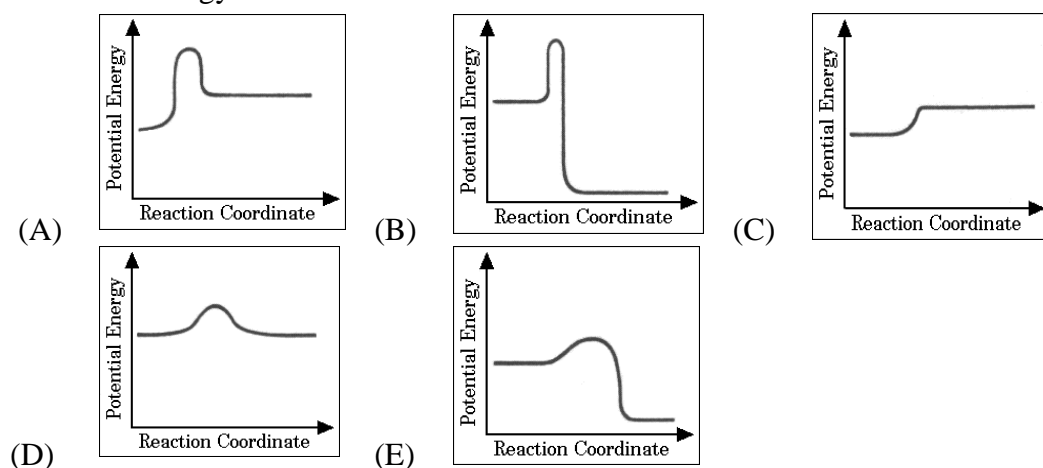 Potential Energy
Reaction Coordinate
(A)
Potential Energy
Reaction Coordinate
(B)
Potential Energy
Reaction Coordinate
(C)
Potential Energy
Reaction Coordinate
(D)
Potential Energy
Reaction Coordinate
(E)